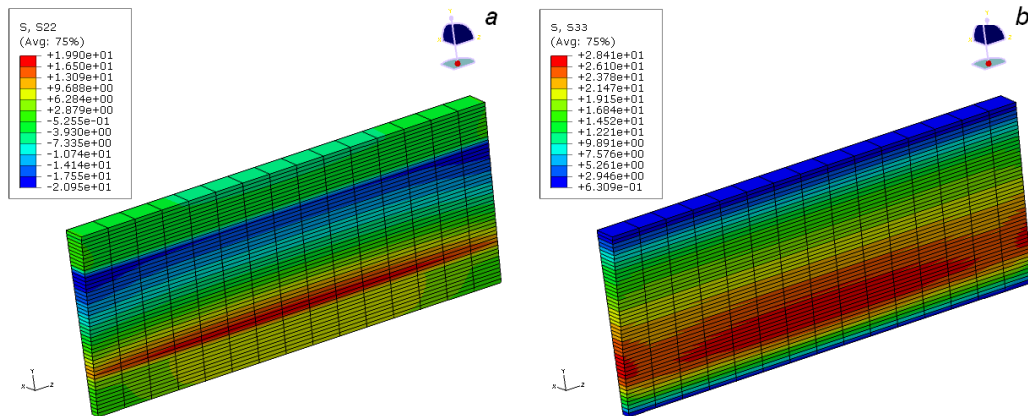 a
S, S22
(Avg: 75%)
+1.990e+01
+1.650e+01
+1.309e+01
+9.688e+00
+6.284e+00
+2.879e+00
-5.255e-01
-3.930e+00
-7.335e+00
-1.074e+01
-1.414e+01
-1.755e+01
-2.095e+01
Y
X
Z
b
S, S33
(Avg: 75%)
+2.841e+01
+2.610e+01
+2.378e+01
+2.147e+01
+1.915e+01
+1.684e+01
+1.452e+01
+1.221e+01
+9.891e+00
+7.576e+00
+5.261e+00
+2.946e+00
+6.309e-01
Y
X
Z